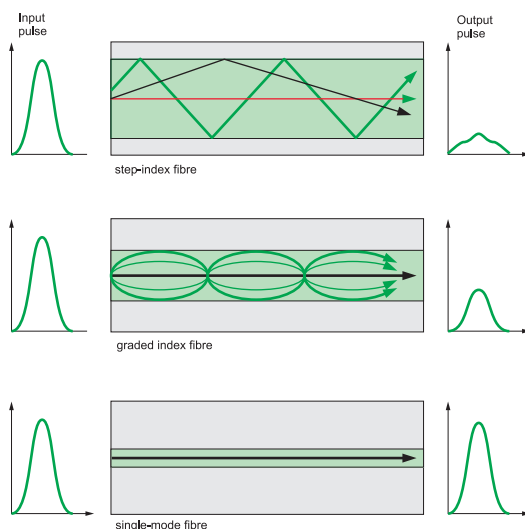 Input
pulse
Output
pulse
step-index fibre
graded index fibre
single-mode fibre